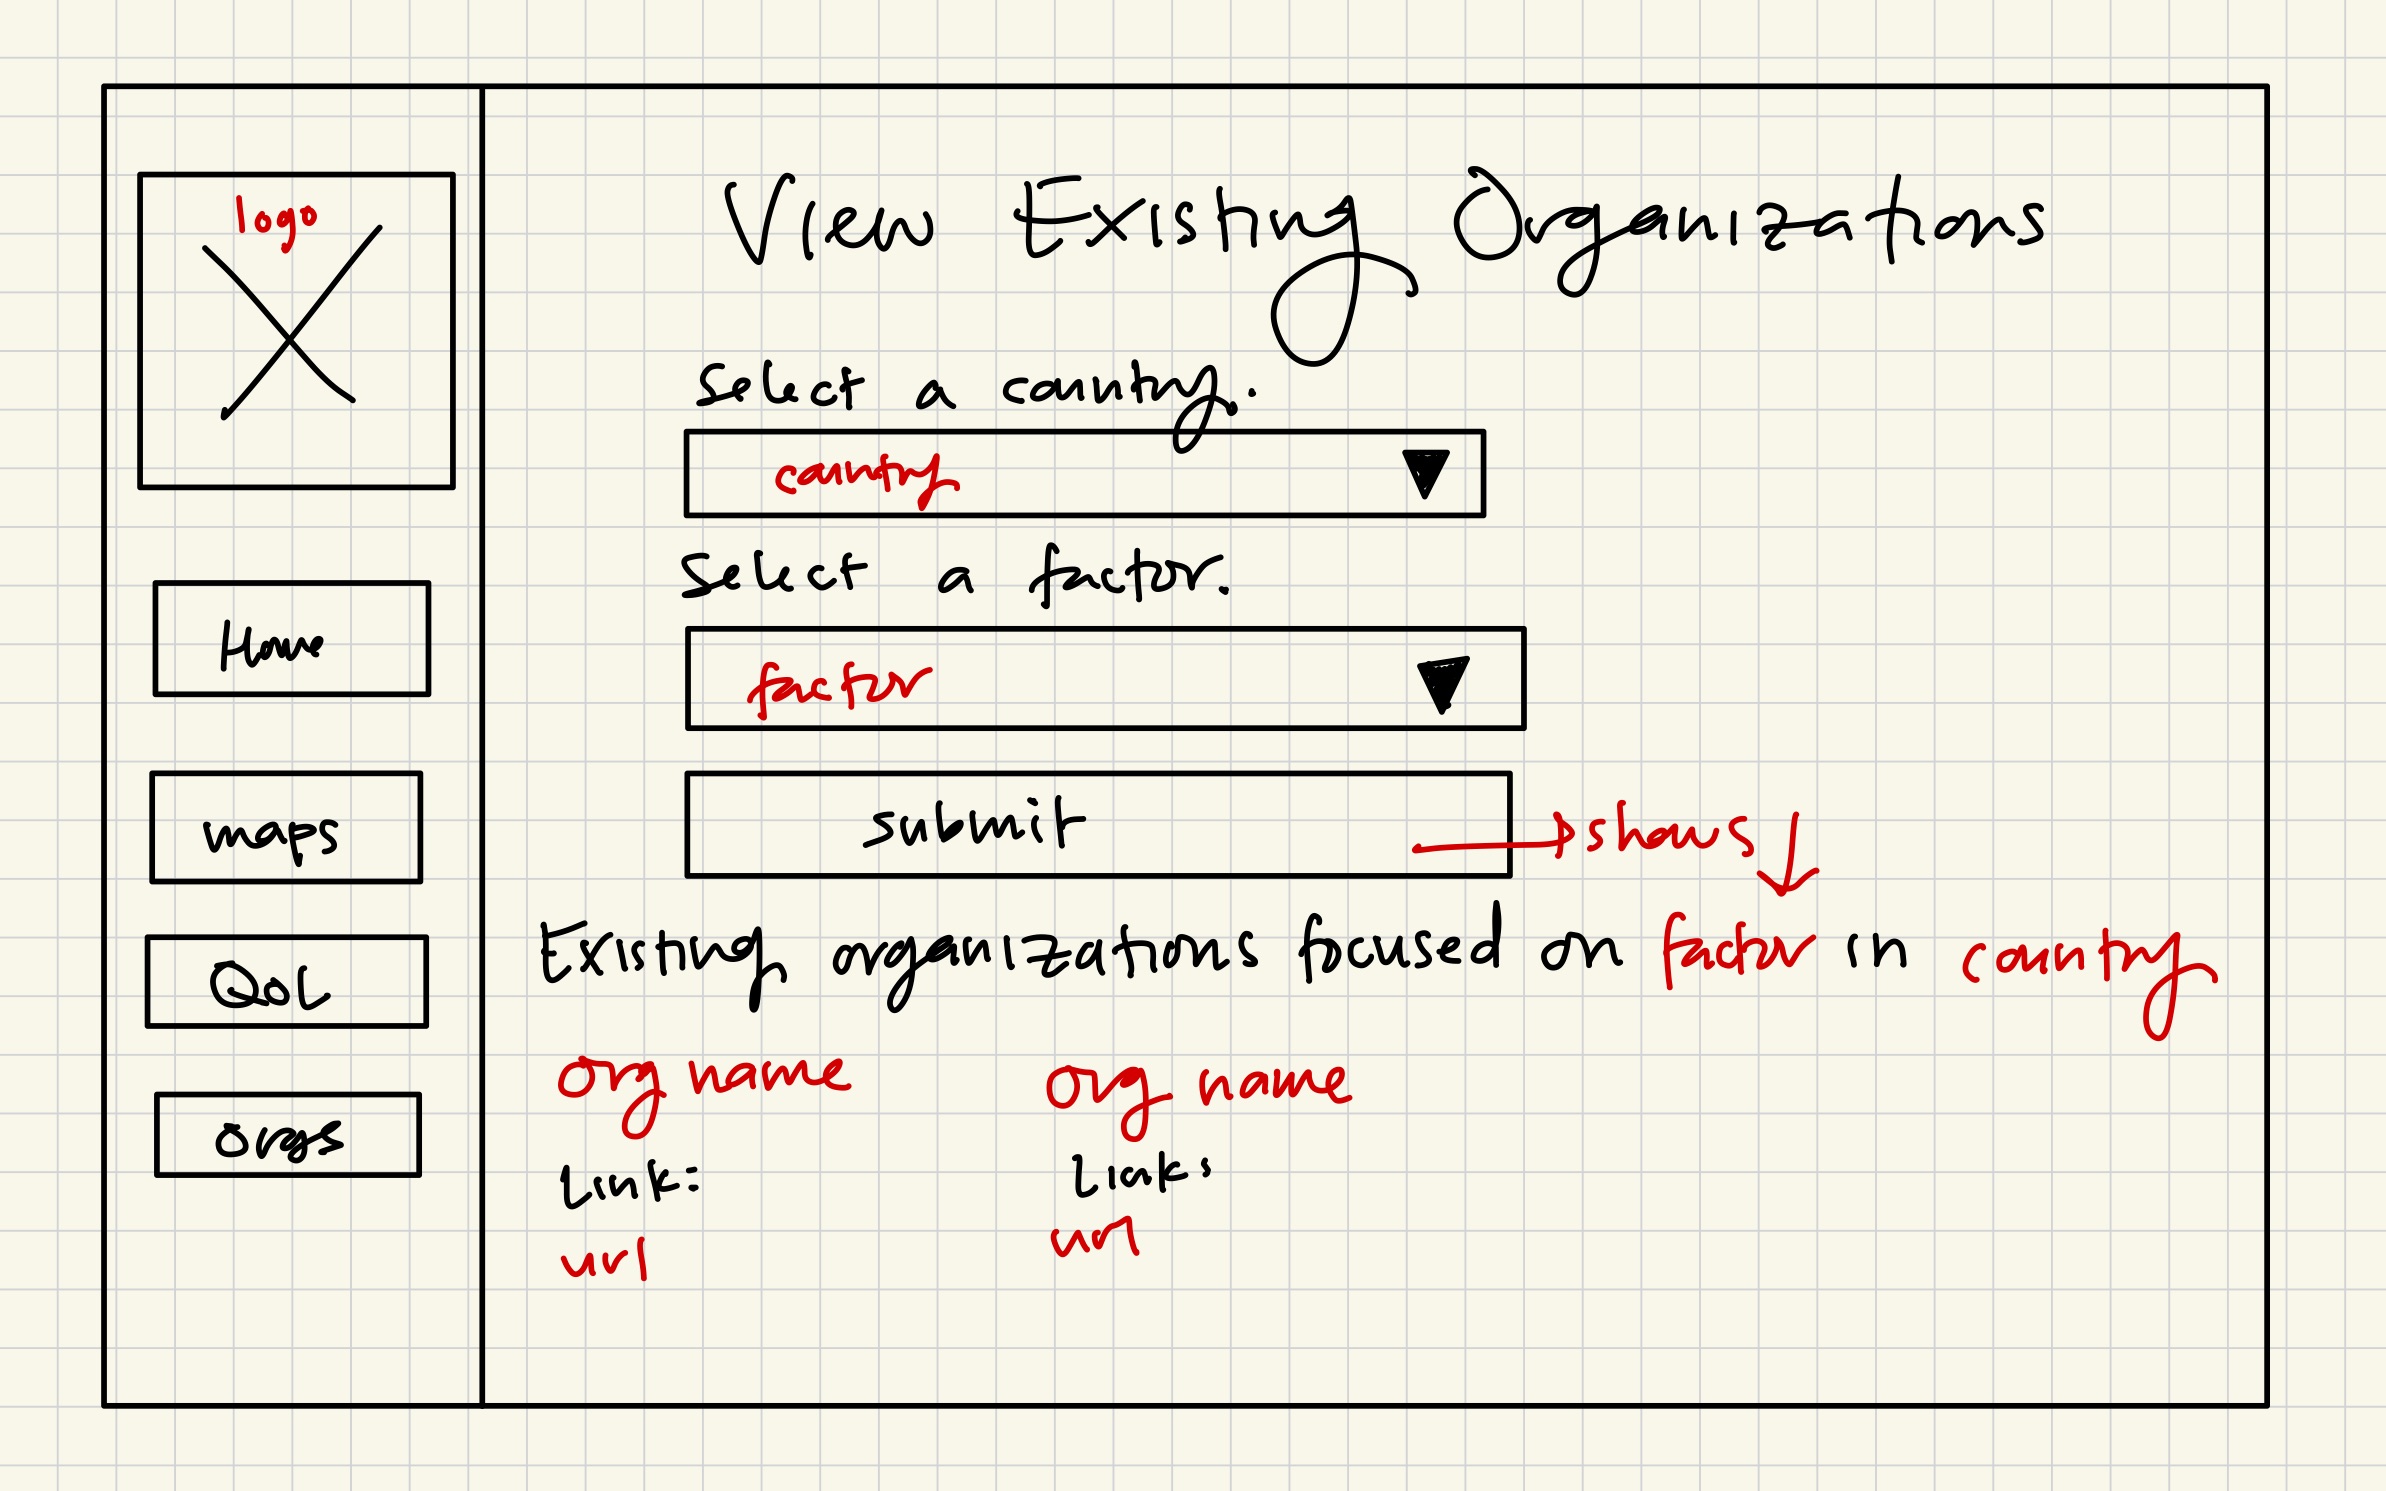 logo
Home
maps
QoL
orgs
View Existing Organizations
Select a country.
country
Select a factor.
factor
submit
shows
Existing organizations focused on factor in country
org name
Link:
url
org name
Link:
url